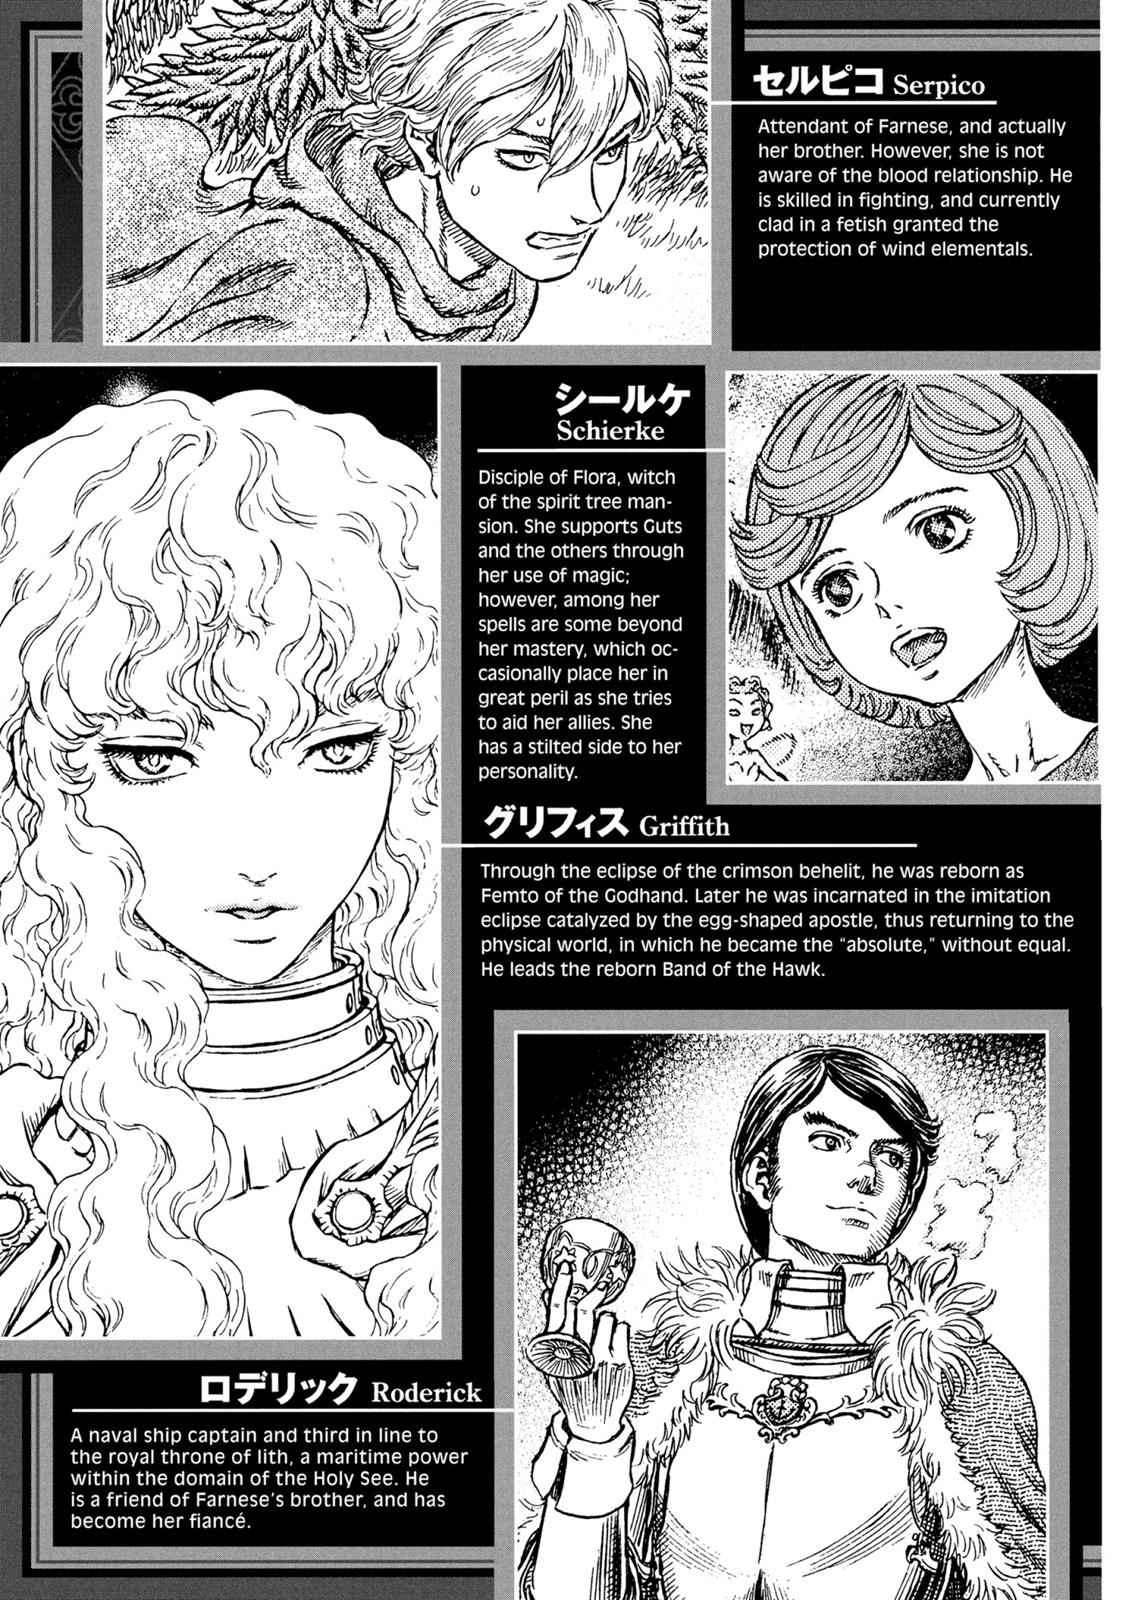 セルピコ Serpico
Attendant of Farnese, and actually
her brother. However, she is not
aware of the blood relationship. He
is skilled in fighting, and currently
clad in a fetish granted the
protection of wind elementals.
シールケ
Schierke
Disciple of Flora, witch
of the spirit tree man-
sion. She supports Guts
and the others through
her use of magic;
however, among her
spells are some beyond
her mastery, which oc-
casionally place her in
great peril as she tries
to aid her allies. She
has a stilted side to her
personality.
グリフィス Griffith
Through the eclipse of the crimson behelit, he was reborn as
Femto of the Godhand. Later he was incarnated in the imitation
eclipse catalyzed by the egg-shaped apostle, thus returning to the
physical world, in which he became the "absolute," without equal.
He leads the reborn Band of the Hawk.
ロデリック Roderick
A naval ship captain and third in line to
the royal throne of Iith, a maritime power
within the domain of the Holy See. He
is a friend of Farnese's brother, and has
become her fiancé.